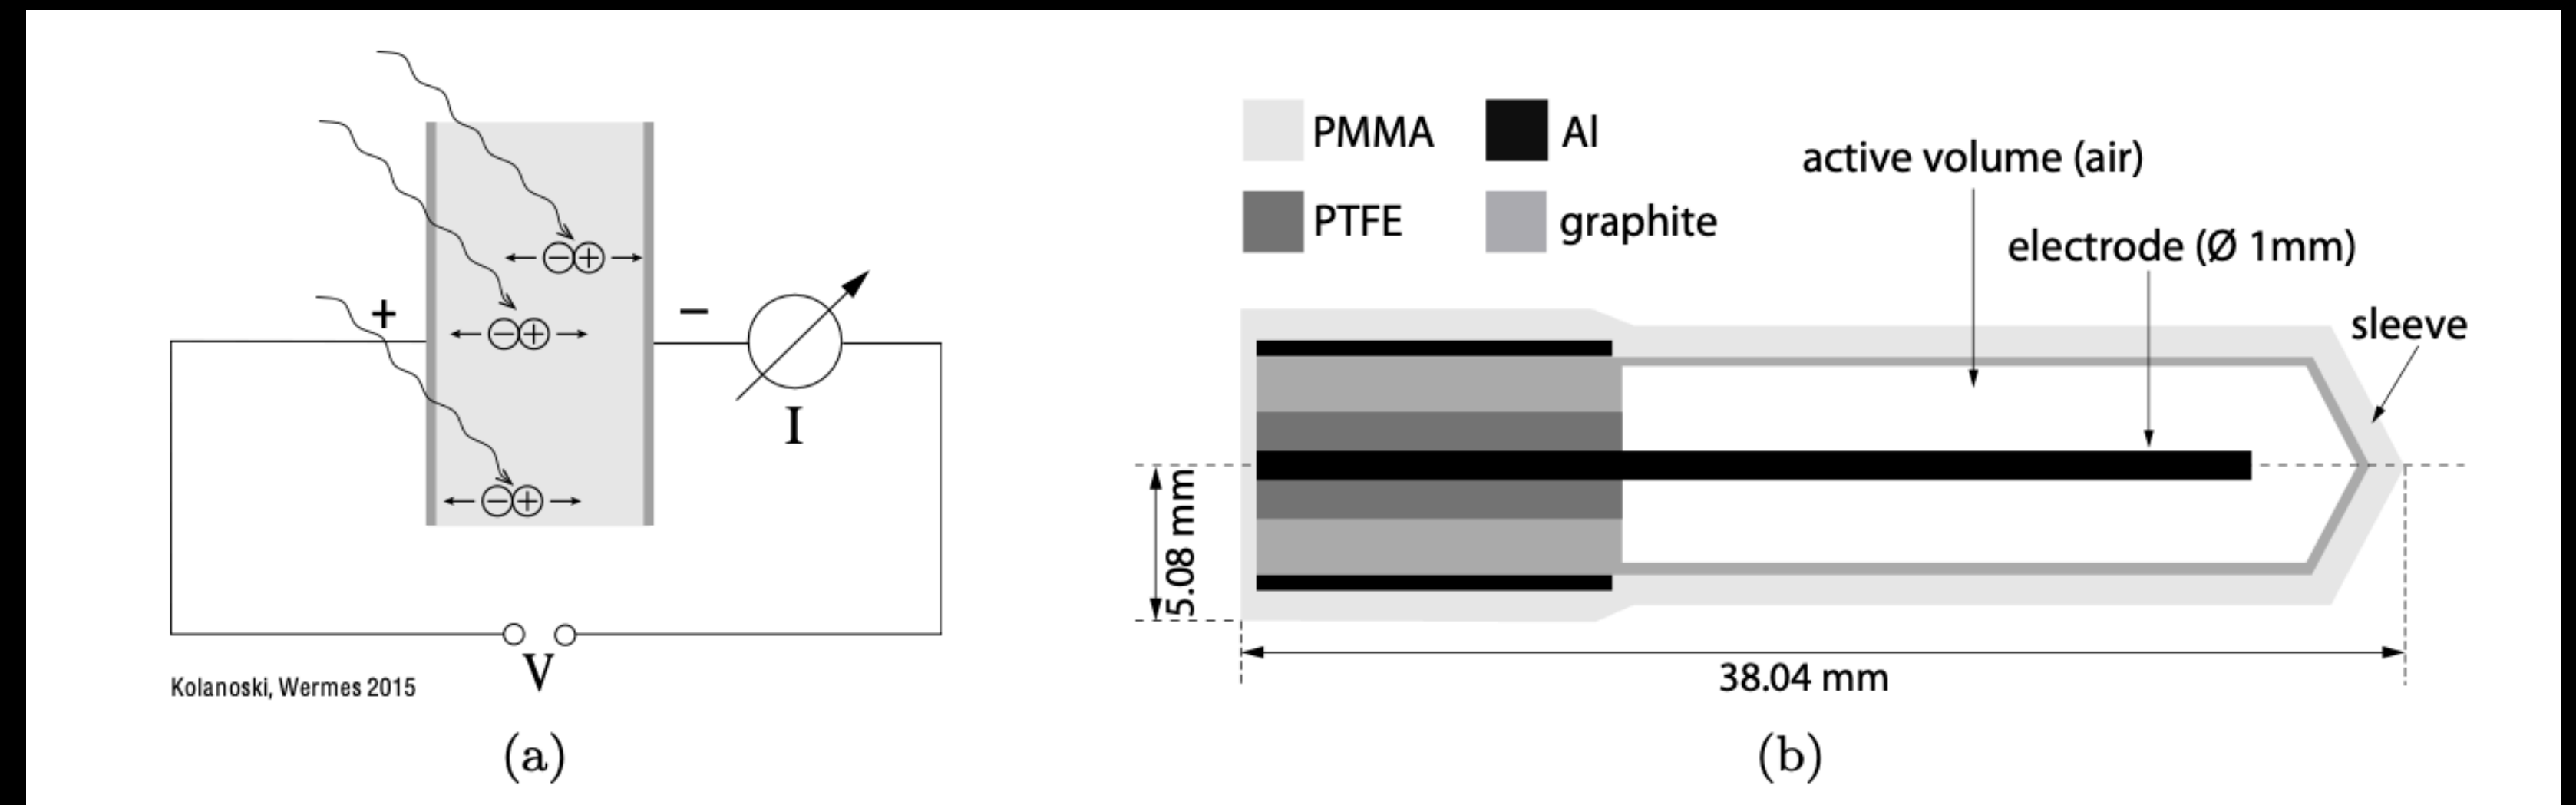 +
−
I
V
Kolanoski, Wermes 2015
(a)
PMMA
Al
PTFE
graphite
active volume (air)
electrode (Ø 1mm)
sleeve
5.08 mm
38.04 mm
(b)